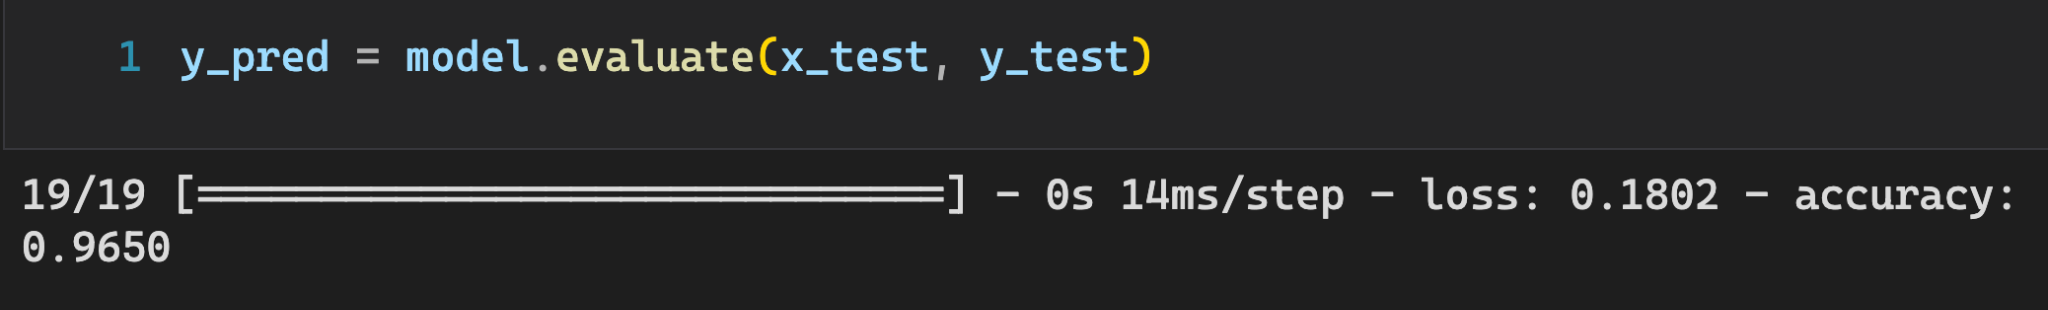 1 y_pred = model.evaluate(x_test, y_test)
19/19 [==============================] - 0s 14ms/step - loss: 0.1802 - accuracy:
0.9650